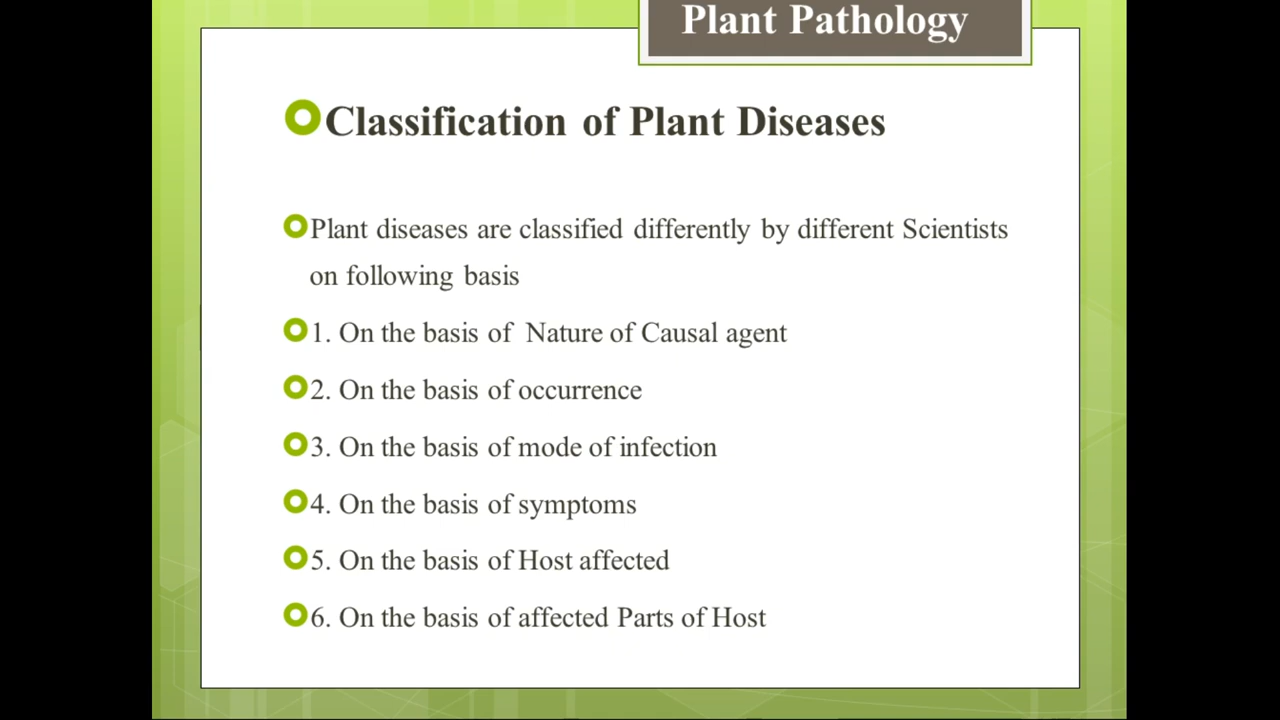 Plant Pathology
Classification of Plant Diseases
Plant diseases are classified differently by different Scientists
on following basis
1. On the basis of Nature of Causal agent
2. On the basis of occurrence
3. On the basis of mode of infection
4. On the basis of symptoms
5. On the basis of Host affected
6. On the basis of affected Parts of Host